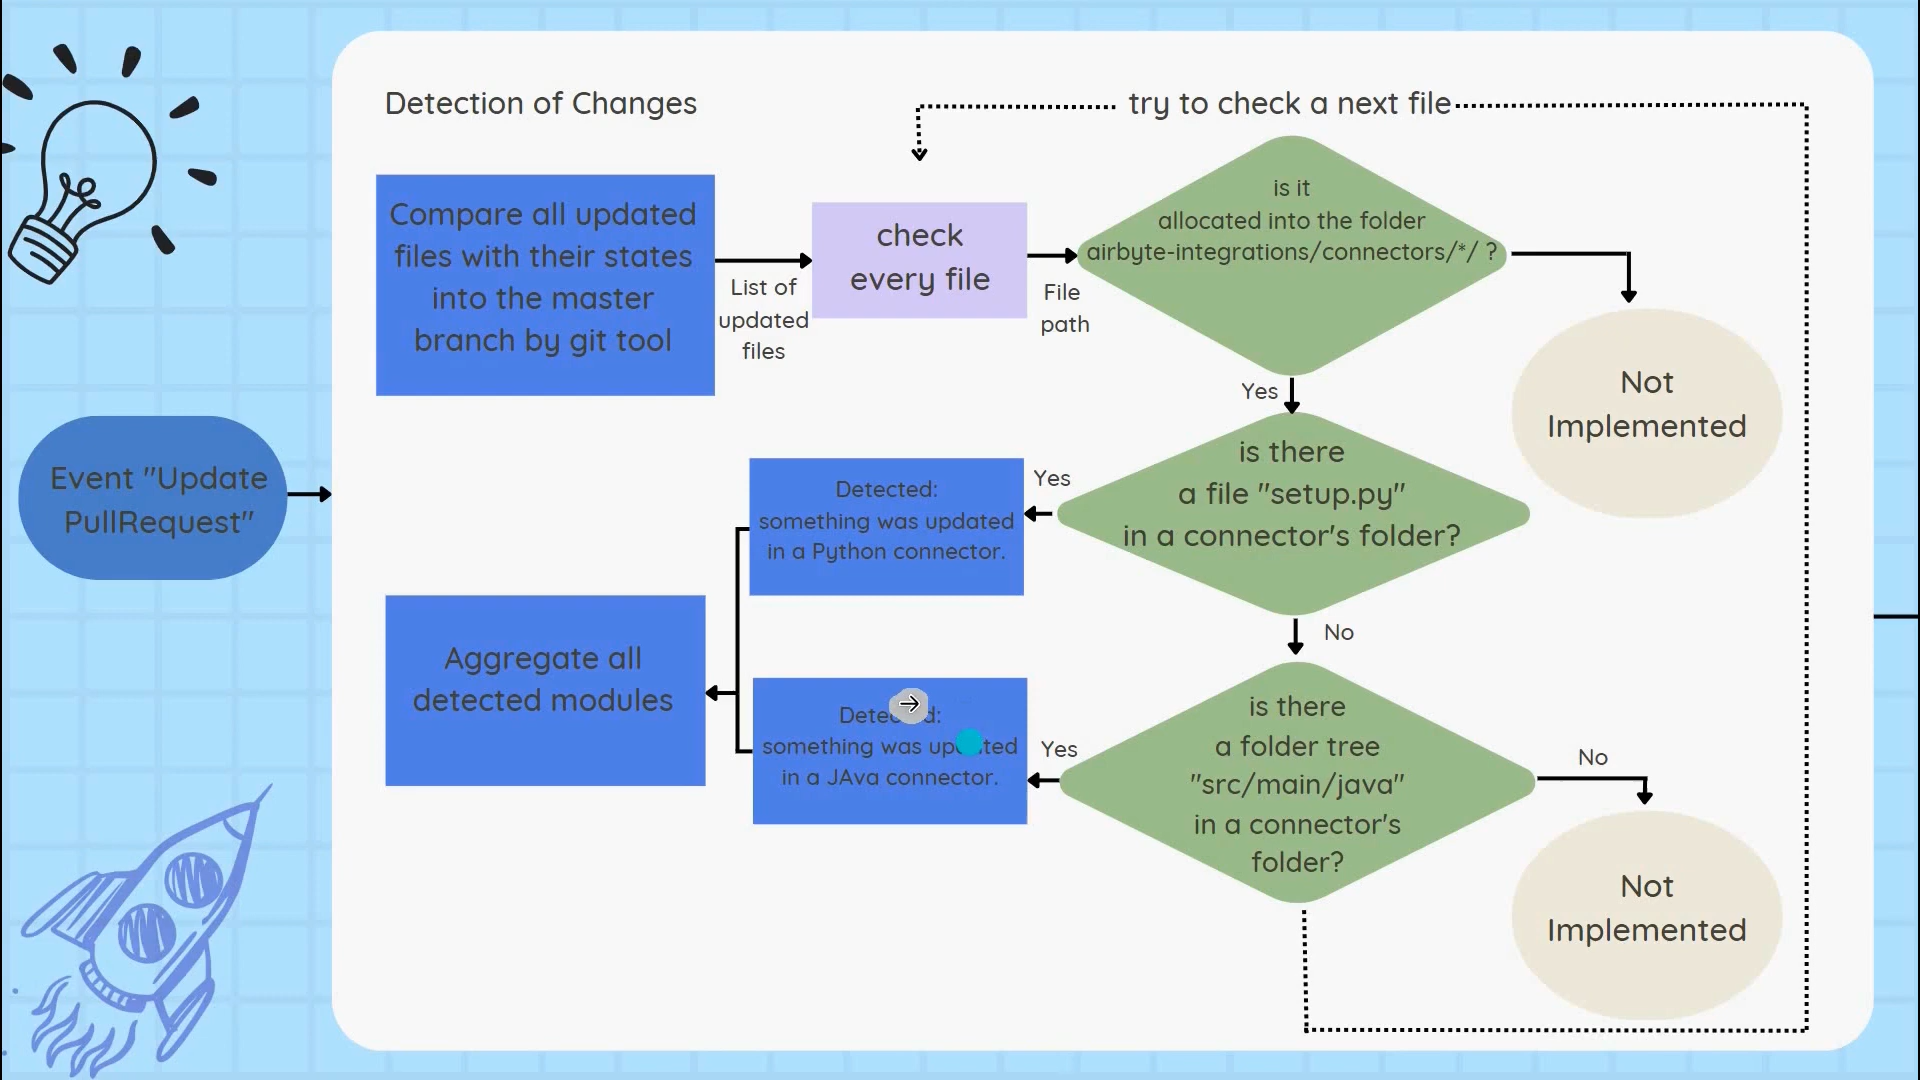 Detection of Changes
try to check a next file
Compare all updated
files with their states
into the master
branch by git tool
List of
updated
files
check
every file
File
path
is it
allocated into the folder
airbyte-integrations/connectors/*/ ?
Not
Implemented
Yes
is there
a file "setup.py"
in a connector's folder?
Yes
Detected:
something was updated
in a Python connector.
Event "Update
PullRequest"
No
Aggregate all
detected modules
is there
a folder tree
"src/main/java"
in a connector's
folder?
Yes
something was updated
in a JAva connector.
No
Not
Implemented